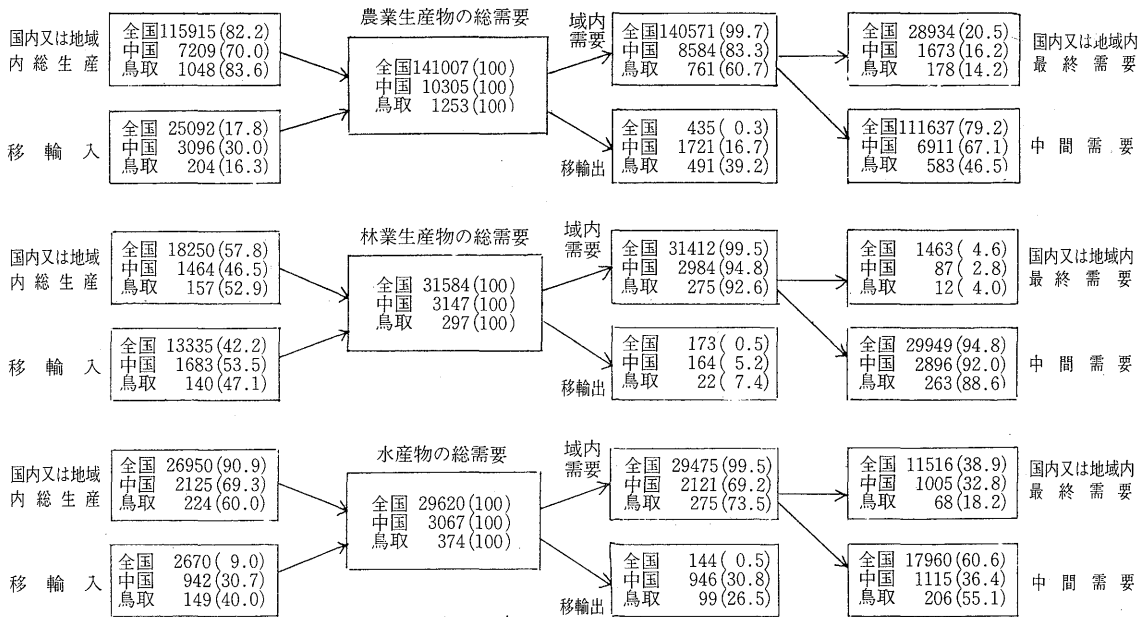 農業生産物の総需要
国内又は地域
内総生産
全国115915(82.2)
中国 7209(70.0)
鳥取 1048(83.6)
移輸入
全国 25092(17.8)
中国 3096(30.0)
鳥取 204(16.3)
全国141007(100)
中国 10305(100)
鳥取 1253(100)
域内
需要
全国140571(99.7)
中国 8584(83.3)
鳥取 761(60.7)
移輸出
全国 435( 0.3)
中国 1721(16.7)
鳥取 491(39.2)
全国 28934(20.5)
中国 1673(16.2)
鳥取 178(14.2)
国内又は地域内
最終需要
全国111637(79.2)
中国 6911(67.1)
鳥取 583(46.5)
中間需要
林業生産物の総需要
国内又は地域
内総生産
全国 18250(57.8)
中国 1464(46.5)
鳥取 157(52.9)
移輸入
全国 13335(42.2)
中国 1683(53.5)
鳥取 140(47.1)
全国 31584(100)
中国 3147(100)
鳥取 297(100)
域内
需要
全国 31412(99.5)
中国 2984(94.8)
鳥取 275(92.6)
移輸出
全国 173( 0.5)
中国 164( 5.2)
鳥取 22( 7.4)
全国 1463( 4.6)
中国 87( 2.8)
鳥取 12( 4.0)
国内又は地域内
最終需要
全国 29949(94.8)
中国 2896(92.0)
鳥取 263(88.6)
中間需要
水産物の総需要
国内又は地域
内総生産
全国 26950(90.9)
中国 2125(69.3)
鳥取 224(60.0)
移輸入
全国 2670( 9.0)
中国 942(30.7)
鳥取 149(40.0)
全国 29620(100)
中国 3067(100)
鳥取 374(100)
域内
需要
全国 29475(99.5)
中国 2121(69.2)
鳥取 275(73.5)
移輸出
全国 144( 0.5)
中国 946(30.8)
鳥取 99(26.5)
全国 11516(38.9)
中国 1005(32.8)
鳥取 68(18.2)
国内又は地域内
最終需要
全国 17960(60.6)
中国 1115(36.4)
鳥取 206(55.1)
中間需要